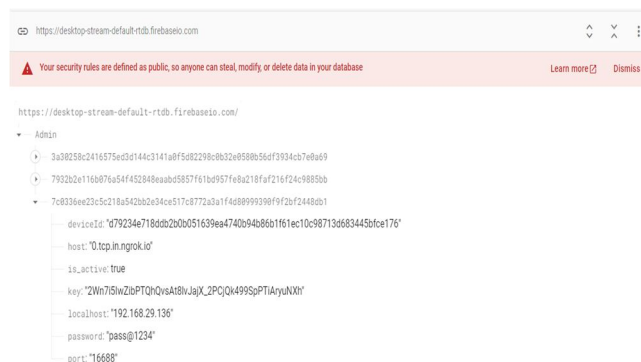 https://desktop-stream-default-rtdb.firebaseio.com
Your security rules are defined as public, so anyone can steal, modify, or delete data in your database Learn more Dismiss
https://desktop-stream-default-rtdb.firebaseio.com/
Admin
3a30258c2416575ed3d144c3141a0f5d82298c0b32e0580b56df3934cb7e0a69
7932b2e116b076a54f452848eaabd5857f61bd957fe8a218faf216f24c9885bb
7c0336ee23c5c218a542bb2e34ce517c8772a3a1f4d80999390f9f2bf2448db1
deviceId: "d79234e718ddb2b0b051639ea4740b94b86b1f61ec10c98713d683445bfce176"
host: "0.tcp.in.ngrok.io"
is_active: true
key: "2Wn7i5IwZibPTQhQvsAt8lvJajX_2PCjQk499SpPTiAryuNXh"
localhost: "192.168.29.136"
password: "pass@1234"
port: "16688"